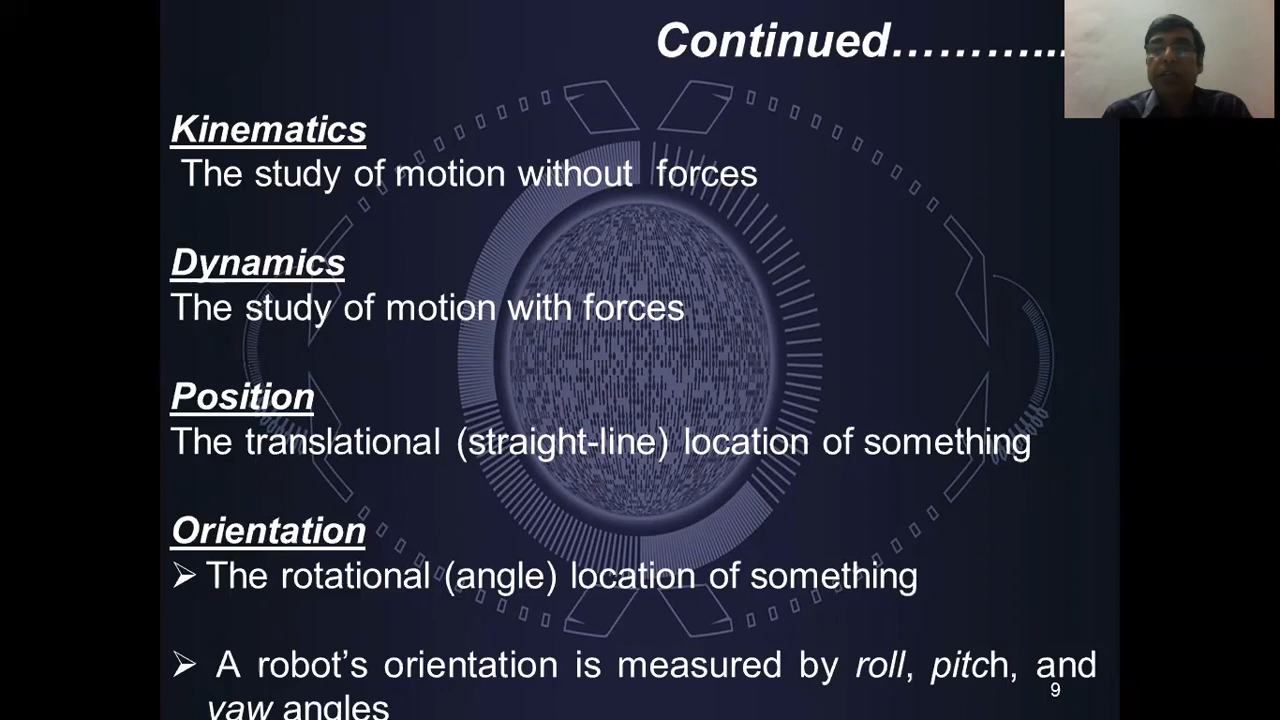 Continued………....
Kinematics
The study of motion without forces
Dynamics
The study of motion with forces
Position
The translational (straight-line) location of something
Orientation
➢ The rotational (angle) location of something
➢ A robot’s orientation is measured by roll, pitch, and
9
yaw angles